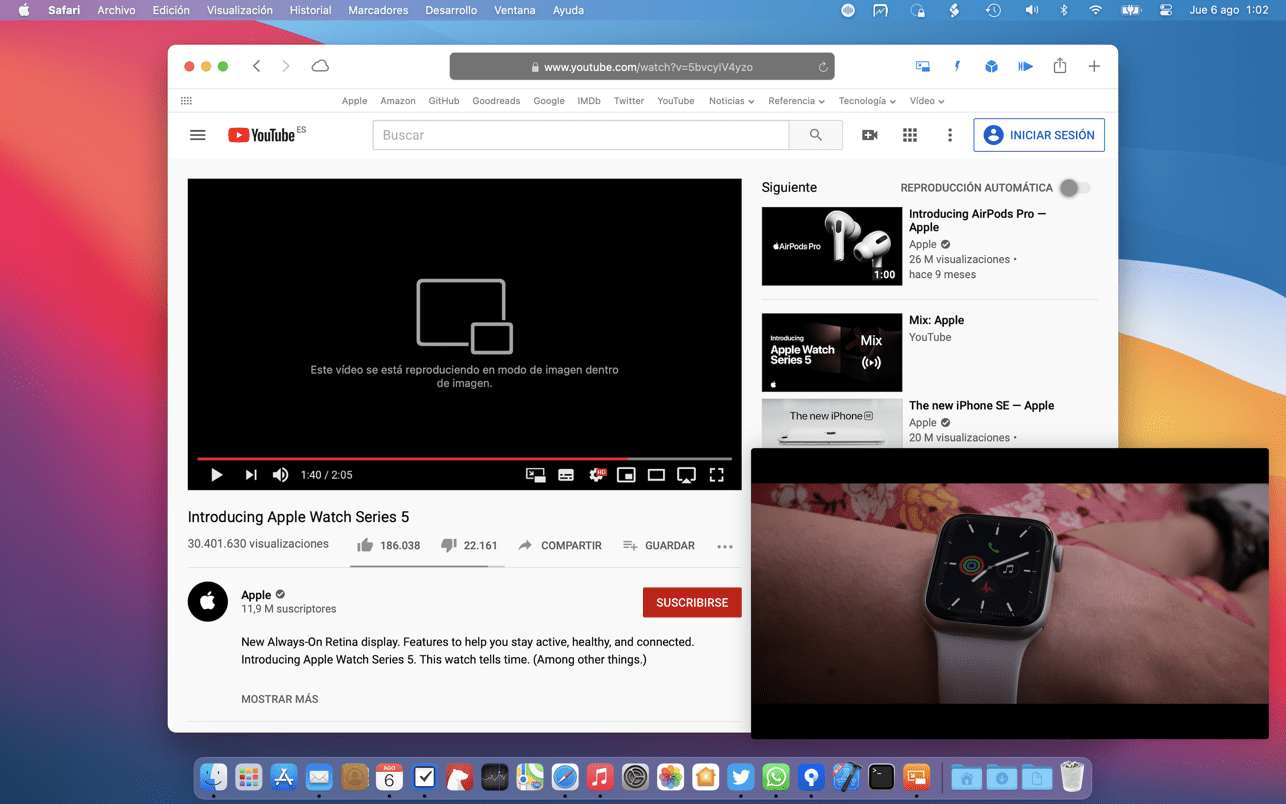 Safari Archivo Edición Visualización Historial Marcadores Desarrollo Ventana Ayuda Jue 6 ago 1:02
www.youtube.com/watch?v=5bvcyIV4yzo
Apple Amazon GitHub Goodreads Google IMDb Twitter YouTube Noticias Referencia Tecnología Vídeo
YouTube ES
Buscar
INICIAR SESIÓN
Este vídeo se está reproduciendo en modo de imagen dentro
de imagen.
1:40 / 2:05
HD
Introducing Apple Watch Series 5
30.401.630 visualizaciones
186.038 22.161 COMPARTIR GUARDAR
Apple
11,9 M suscriptores
SUSCRIBIRSE
New Always-On Retina display. Features to help you stay active, healthy, and connected.
Introducing Apple Watch Series 5. This watch tells time. (Among other things.)
MOSTRAR MÁS
Siguiente
REPRODUCCIÓN AUTOMÁTICA
AirPods Pro
1:00
Introducing AirPods Pro —
Apple
Apple
26 M visualizaciones •
hace 9 meses
Introducing
Apple Watch
Series 5
Mix
Mix: Apple
YouTube
The new iPhone SE
The new iPhone SE — Apple
Apple
20 M visualizaciones •
AGO
6